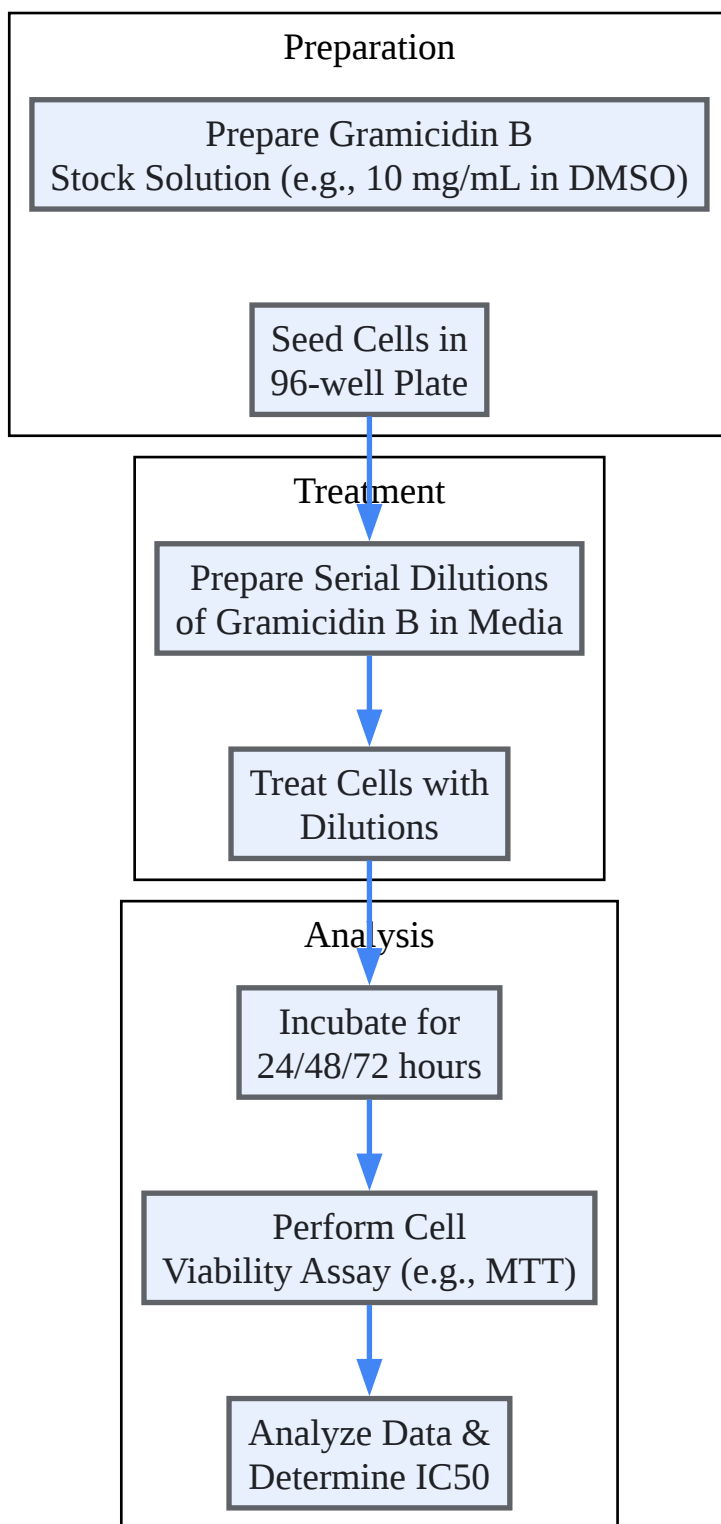 Preparation
Prepare Gramicidin B
Stock Solution (e.g., 10 mg/mL in DMSO)
Seed Cells in
96-well Plate
Treatment
Prepare Serial Dilutions
of Gramicidin B in Media
Treat Cells with
Dilutions
Analysis
Incubate for
24/48/72 hours
Perform Cell
Viability Assay (e.g., MTT)
Analyze Data &
Determine IC50